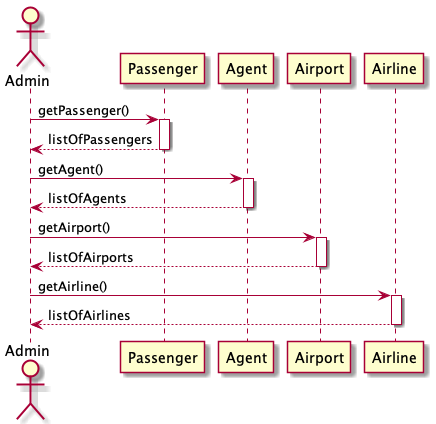 Admin
Passenger
Agent
Airport
Airline
getPassenger()
listOfPassengers
getAgent()
listOfAgents
getAirport()
listOfAirports
getAirline()
listOfAirlines
Admin
Passenger
Agent
Airport
Airline